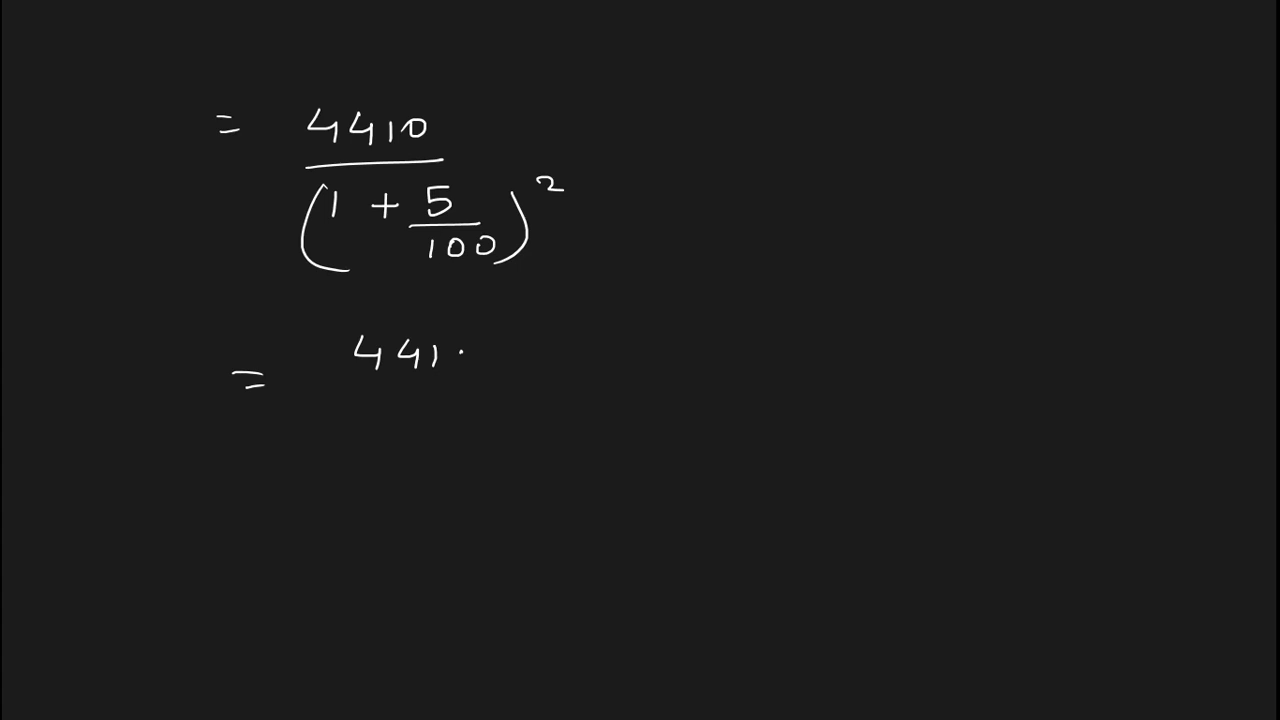 = 4410
(1 + 5
100)²
= 441.